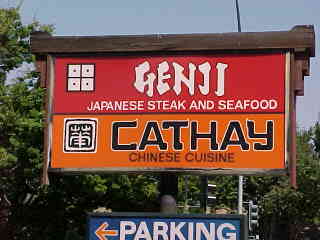 GENJI
JAPANESE STEAK AND SEAFOOD
CATHAY
CHINESE CUISINE
←PARKING